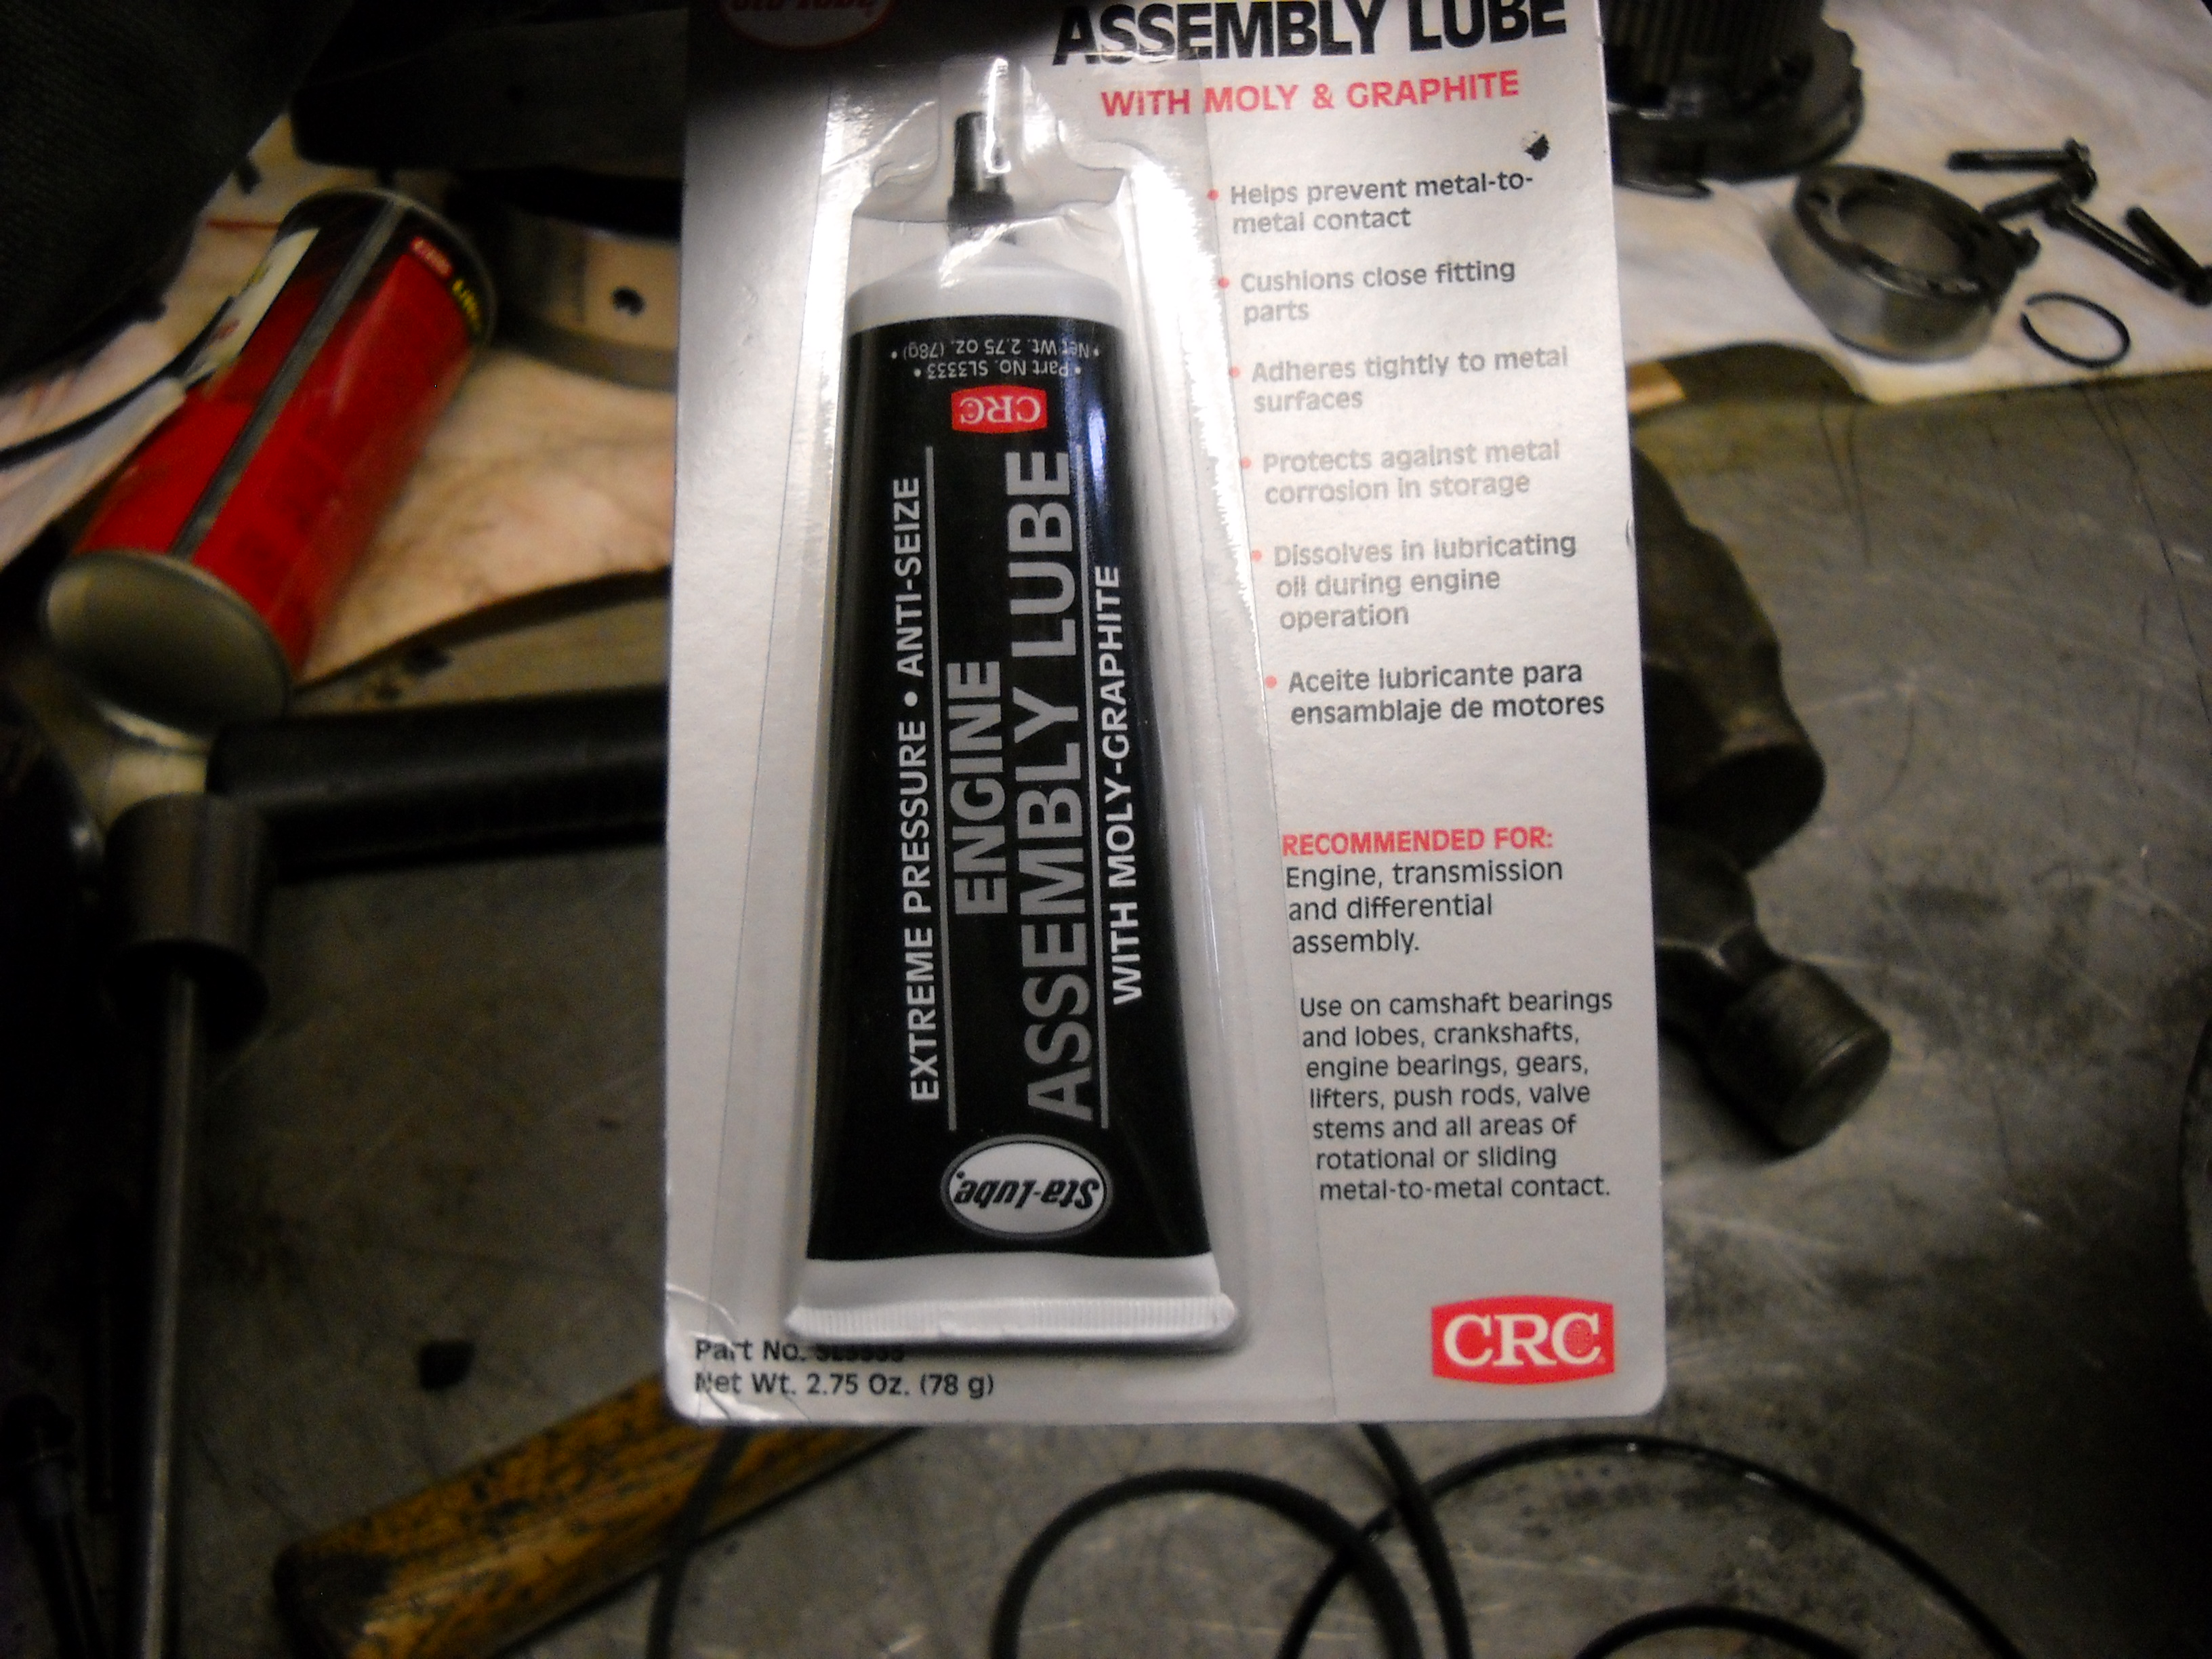 Sta-Lube
ASSEMBLY LUBE
WITH MOLY & GRAPHITE
• Helps prevent metal-to-
metal contact
• Cushions close fitting
parts
• Adheres tightly to metal
surfaces
• Protects against metal
corrosion in storage
• Dissolves in lubricating
oil during engine
operation
• Aceite lubricante para
ensamblaje de motores
RECOMMENDED FOR:
Engine, transmission
and differential
assembly.
Use on camshaft bearings
and lobes, crankshafts,
engine bearings, gears,
lifters, push rods, valve
stems and all areas of
rotational or sliding
metal-to-metal contact.
CRC
• Part No. SL3333 •
• Net Wt. 2.75 oz. (78g) •
CRC
EXTREME PRESSURE • ANTI-SEIZE
ENGINE
ASSEMBLY LUBE
WITH MOLY-GRAPHITE
Sta-Lube®
Part No. SL3333
Net Wt. 2.75 Oz. (78 g)